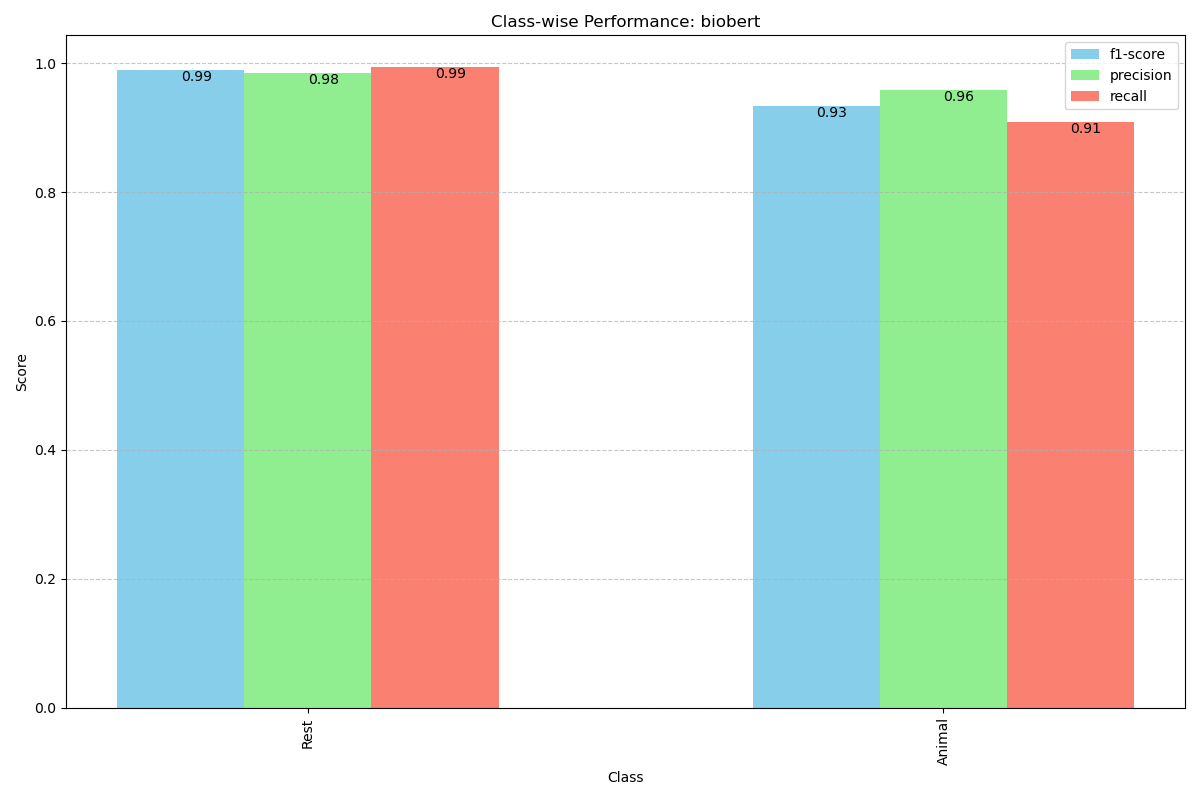 Class-wise Performance: biobert
f1-score
precision
recall
1.0
0.8
0.6
0.4
0.2
0.0
Score
0.99
0.98
0.99
0.93
0.96
0.91
Rest
Animal
Class